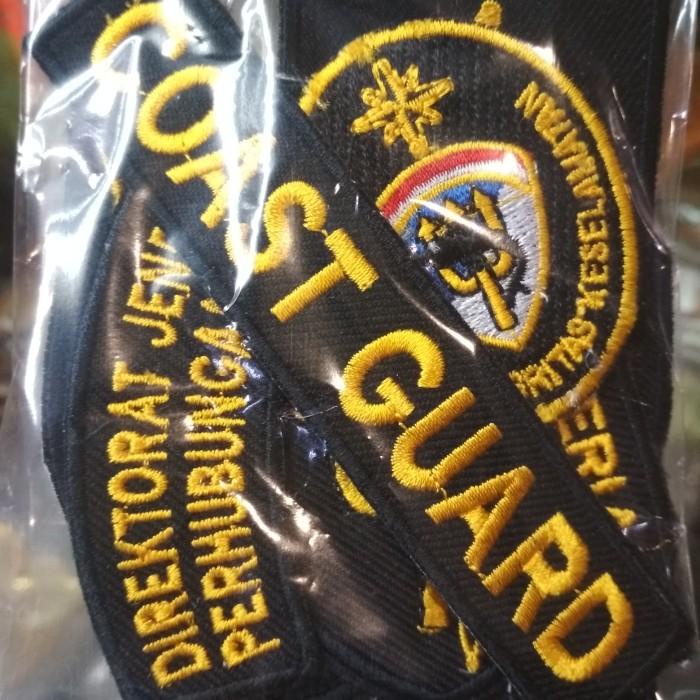 COAST GUARD
DIREKTORAT JEN
PERHUBUNGA
KESELAMATAN